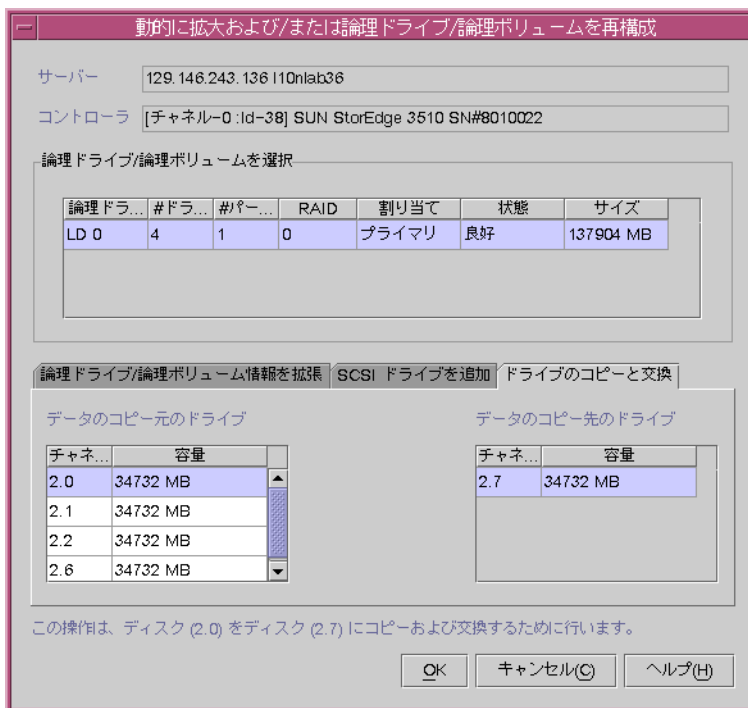 動的に拡大および/または論理ドライブ/論理ボリュームを再構成
サーバー 129.146.243.136 l10nlab36
コントローラ [チャネル-0 :Id-38] SUN StorEdge 3510 SN#8010022
論理ドライブ/論理ボリュームを選択
論理ドラ... #ドラ... #パー... RAID 割り当て 状態 サイズ
LD 0 4 1 0 プライマリ 良好 137904 MB
論理ドライブ/論理ボリューム情報を拡張 SCSI ドライブを追加 ドライブのコピーと交換
データのコピー元のドライブ データのコピー先のドライブ
チャネ... 容量 チャネ... 容量
2.0 34732 MB 2.7 34732 MB
2.1 34732 MB
2.2 34732 MB
2.6 34732 MB
この操作は、ディスク (2.0) をディスク (2.7) にコピーおよび交換するために行います。
OK キャンセル(C) ヘルプ(H)